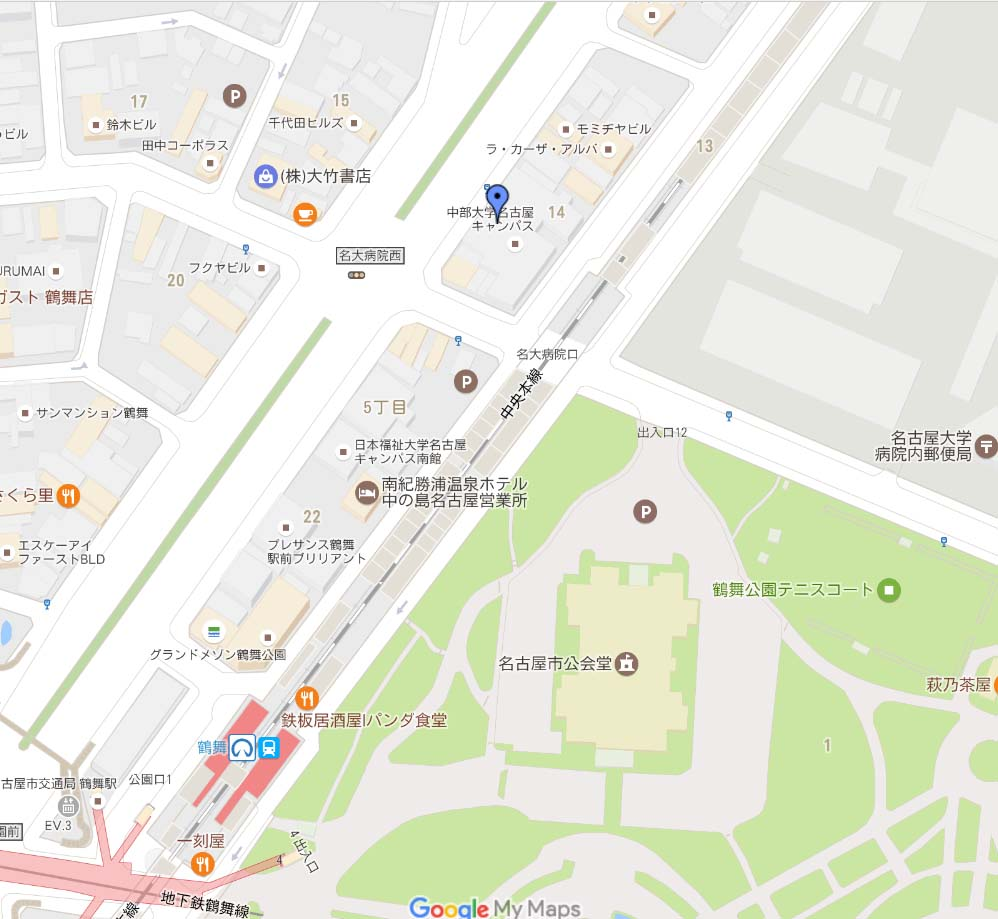 17
鈴木ビル
田中コーポラス
15
千代田ヒルズ
P
(株)大竹書店
モミヂヤビル
ラ・カーザ・アルバ
13
中部大学名古屋
キャンパス
14
名大病院西
フクヤビル
20
URUMAI
ガスト 鶴舞店
名大病院口
中央本線
P
5丁目
サンマンション鶴舞
日本福祉大学名古屋
キャンパス南館
出入口12
名古屋大学
病院内郵便局
さくら里
南紀勝浦温泉ホテル
中の島名古屋営業所
P
22
エスケーアイ
ファーストBLD
プレサンス鶴舞
駅前ブリリアント
鶴舞公園テニスコート
グランドメゾン鶴舞公園
名古屋市公会堂
萩乃茶屋
鉄板居酒屋|パンダ食堂
鶴舞
1
古屋市交通局 鶴舞駅
公園口1
EV.3
園前
一刻屋
4
4出入口
地下鉄鶴舞線
本線
Google My Maps